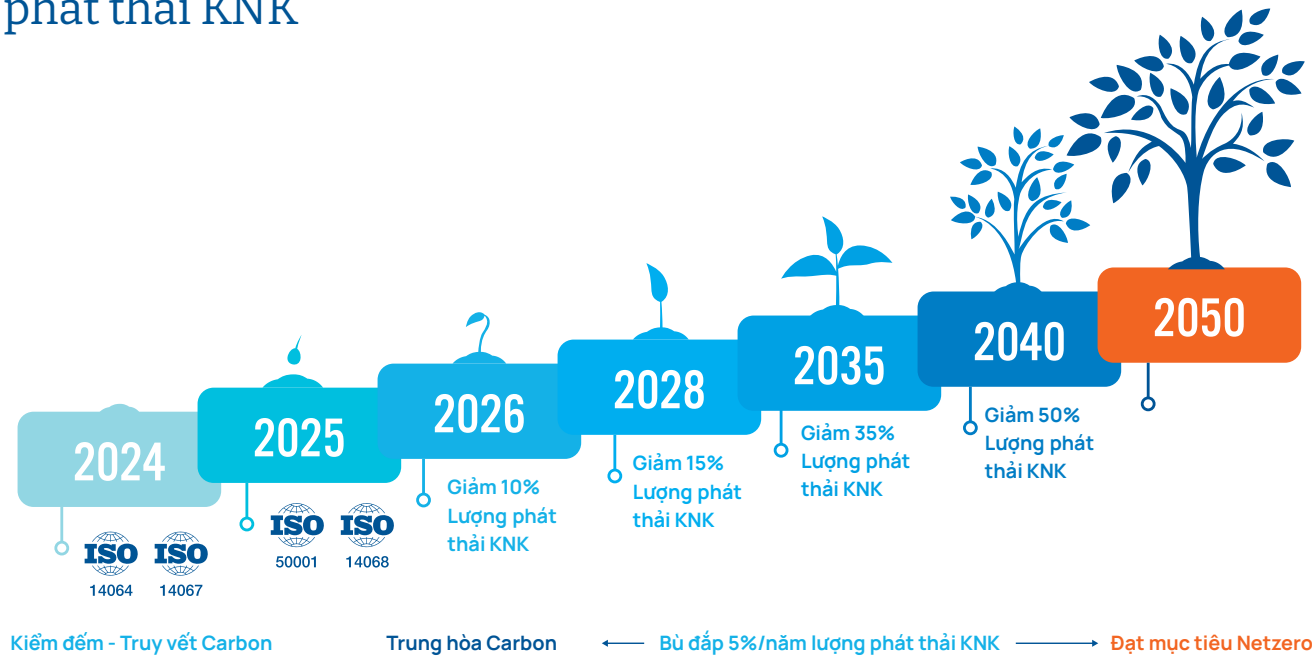 phát thải KNK
2024
2025
2026
2028
2035
2040
2050
ISO
14064
ISO
14067
ISO
50001
ISO
14068
Giảm 10%
Lượng phát
thải KNK
Giảm 15%
Lượng phát
thải KNK
Giảm 35%
Lượng phát
thải KNK
Giảm 50%
Lượng phát
thải KNK
Kiểm đếm - Truy vết Carbon
Trung hòa Carbon
Bù đắp 5%/năm lượng phát thải KNK
Đạt mục tiêu Netzero